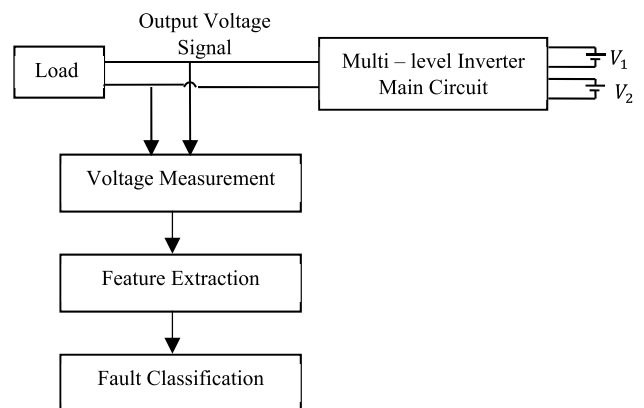 Output Voltage
Signal
Load
Multi – level Inverter
Main Circuit
V1
V2
Voltage Measurement
Feature Extraction
Fault Classification